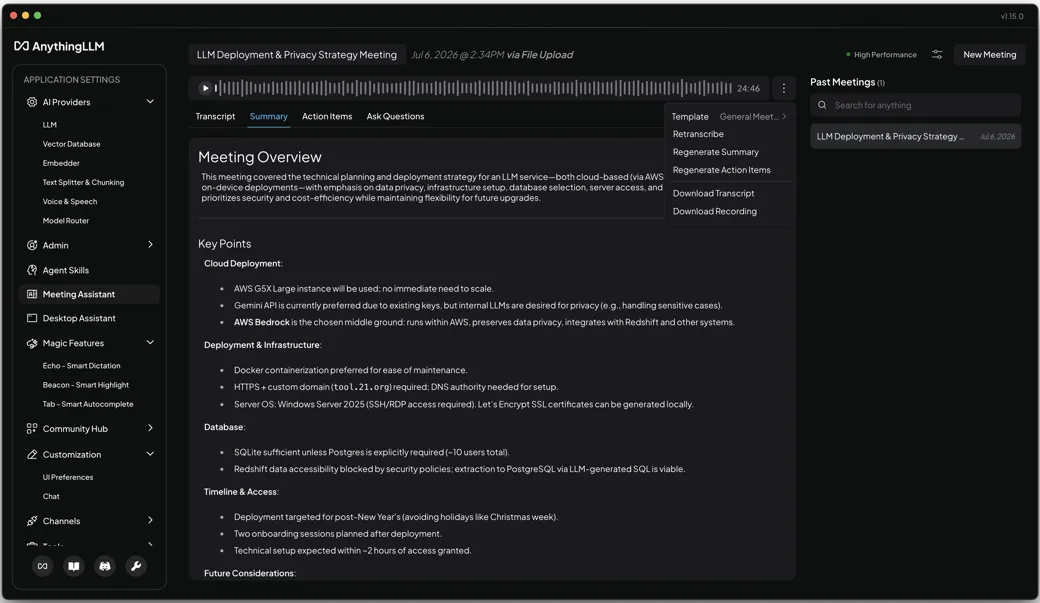 v1.15.0
AnythingLLM
APPLICATION SETTINGS
AI Providers
LLM
Vector Database
Embedder
Text Splitter & Chunking
Voice & Speech
Model Router
Admin
Agent Skills
Meeting Assistant
Desktop Assistant
Magic Features
Echo - Smart Dictation
Beacon - Smart Highlight
Tab - Smart Autocomplete
Community Hub
Customization
UI Preferences
Chat
Channels
LLM Deployment & Privacy Strategy Meeting Jul 6, 2026 @ 2:34PM via File Upload
High Performance
New Meeting
24:46
Transcript Summary Action Items Ask Questions
Template General Meet...
Retranscribe
Regenerate Summary
Regenerate Action Items
Download Transcript
Download Recording
Meeting Overview
This meeting covered the technical planning and deployment strategy for an LLM service—both cloud-based (via AWS
on-device deployments—with emphasis on data privacy, infrastructure setup, database selection, server access, and
prioritizes security and cost-efficiency while maintaining flexibility for future upgrades.
Key Points
Cloud Deployment:
• AWS G5X Large instance will be used; no immediate need to scale.
• Gemini API is currently preferred due to existing keys, but internal LLMs are desired for privacy (e.g., handling sensitive cases).
• AWS Bedrock is the chosen middle ground: runs within AWS, preserves data privacy, integrates with Redshift and other systems.
Deployment & Infrastructure:
• Docker containerization preferred for ease of maintenance.
• HTTPS + custom domain (tool.21.org) required; DNS authority needed for setup.
• Server OS: Windows Server 2025 (SSH/RDP access required). Let's Encrypt SSL certificates can be generated locally.
Database:
• SQLite sufficient unless Postgres is explicitly required (~10 users total).
• Redshift data accessibility blocked by security policies; extraction to PostgreSQL via LLM-generated SQL is viable.
Timeline & Access:
• Deployment targeted for post-New Year's (avoiding holidays like Christmas week).
• Two onboarding sessions planned after deployment.
• Technical setup expected within ~2 hours of access granted.
Future Considerations:
Past Meetings (1)
Search for anything
LLM Deployment & Privacy Strategy ... Jul 6, 2026